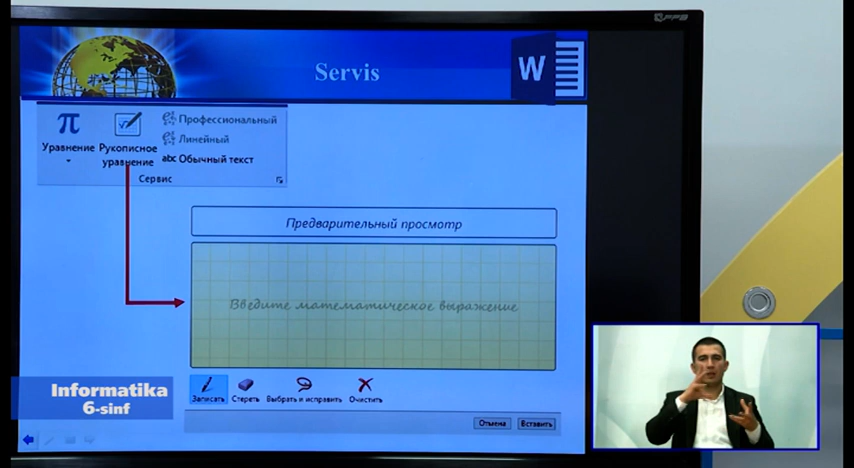 Servis
W
Профессиональный
Линейный
abc Обычный текст
Уравнение
Рукописное
уравнение
Сервис
Предварительный просмотр
Введите математическое выражение
Записать
Стереть
Выбрать и исправить
Очистить
Отмена
Вставить
Informatika
6-sinf